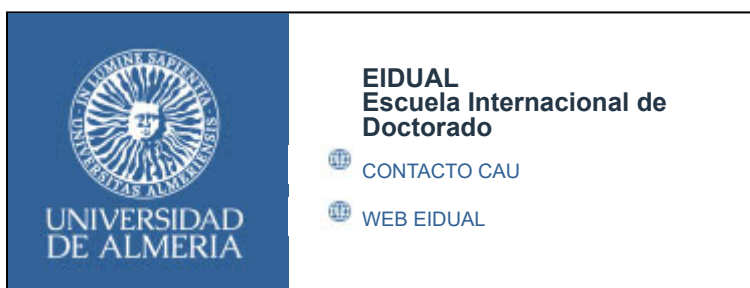 IN LUMINE SAPIENTIA
UNIVERSITAS ALMERIENSIS
UNIVERSIDAD
DE ALMERIA
EIDUAL
Escuela Internacional de
Doctorado
CONTACTO CAU
WEB EIDUAL